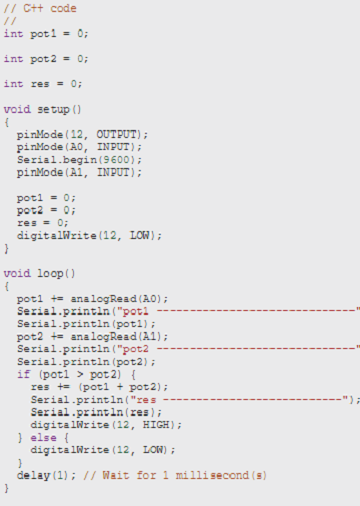 // C++ code
//
int pot1 = 0;
int pot2 = 0;
int res = 0;
void setup()
{
  pinMode(12, OUTPUT);
  pinMode(A0, INPUT);
  Serial.begin(9600);
  pinMode(A1, INPUT);
  pot1 = 0;
  pot2 = 0;
  res = 0;
  digitalWrite(12, LOW);
}
void loop()
{
  pot1 += analogRead(A0);
  Serial.println("pot1 ------------------------------"
  Serial.println(pot1);
  pot2 += analogRead(A1);
  Serial.println("pot2 ------------------------------"
  Serial.println(pot2);
  if (pot1 > pot2) {
    res += (pot1 + pot2);
    Serial.println("res ---------------------------");
    Serial.println(res);
    digitalWrite(12, HIGH);
  } else {
    digitalWrite(12, LOW);
  }
  delay(1); // Wait for 1 millisecond(s)
}